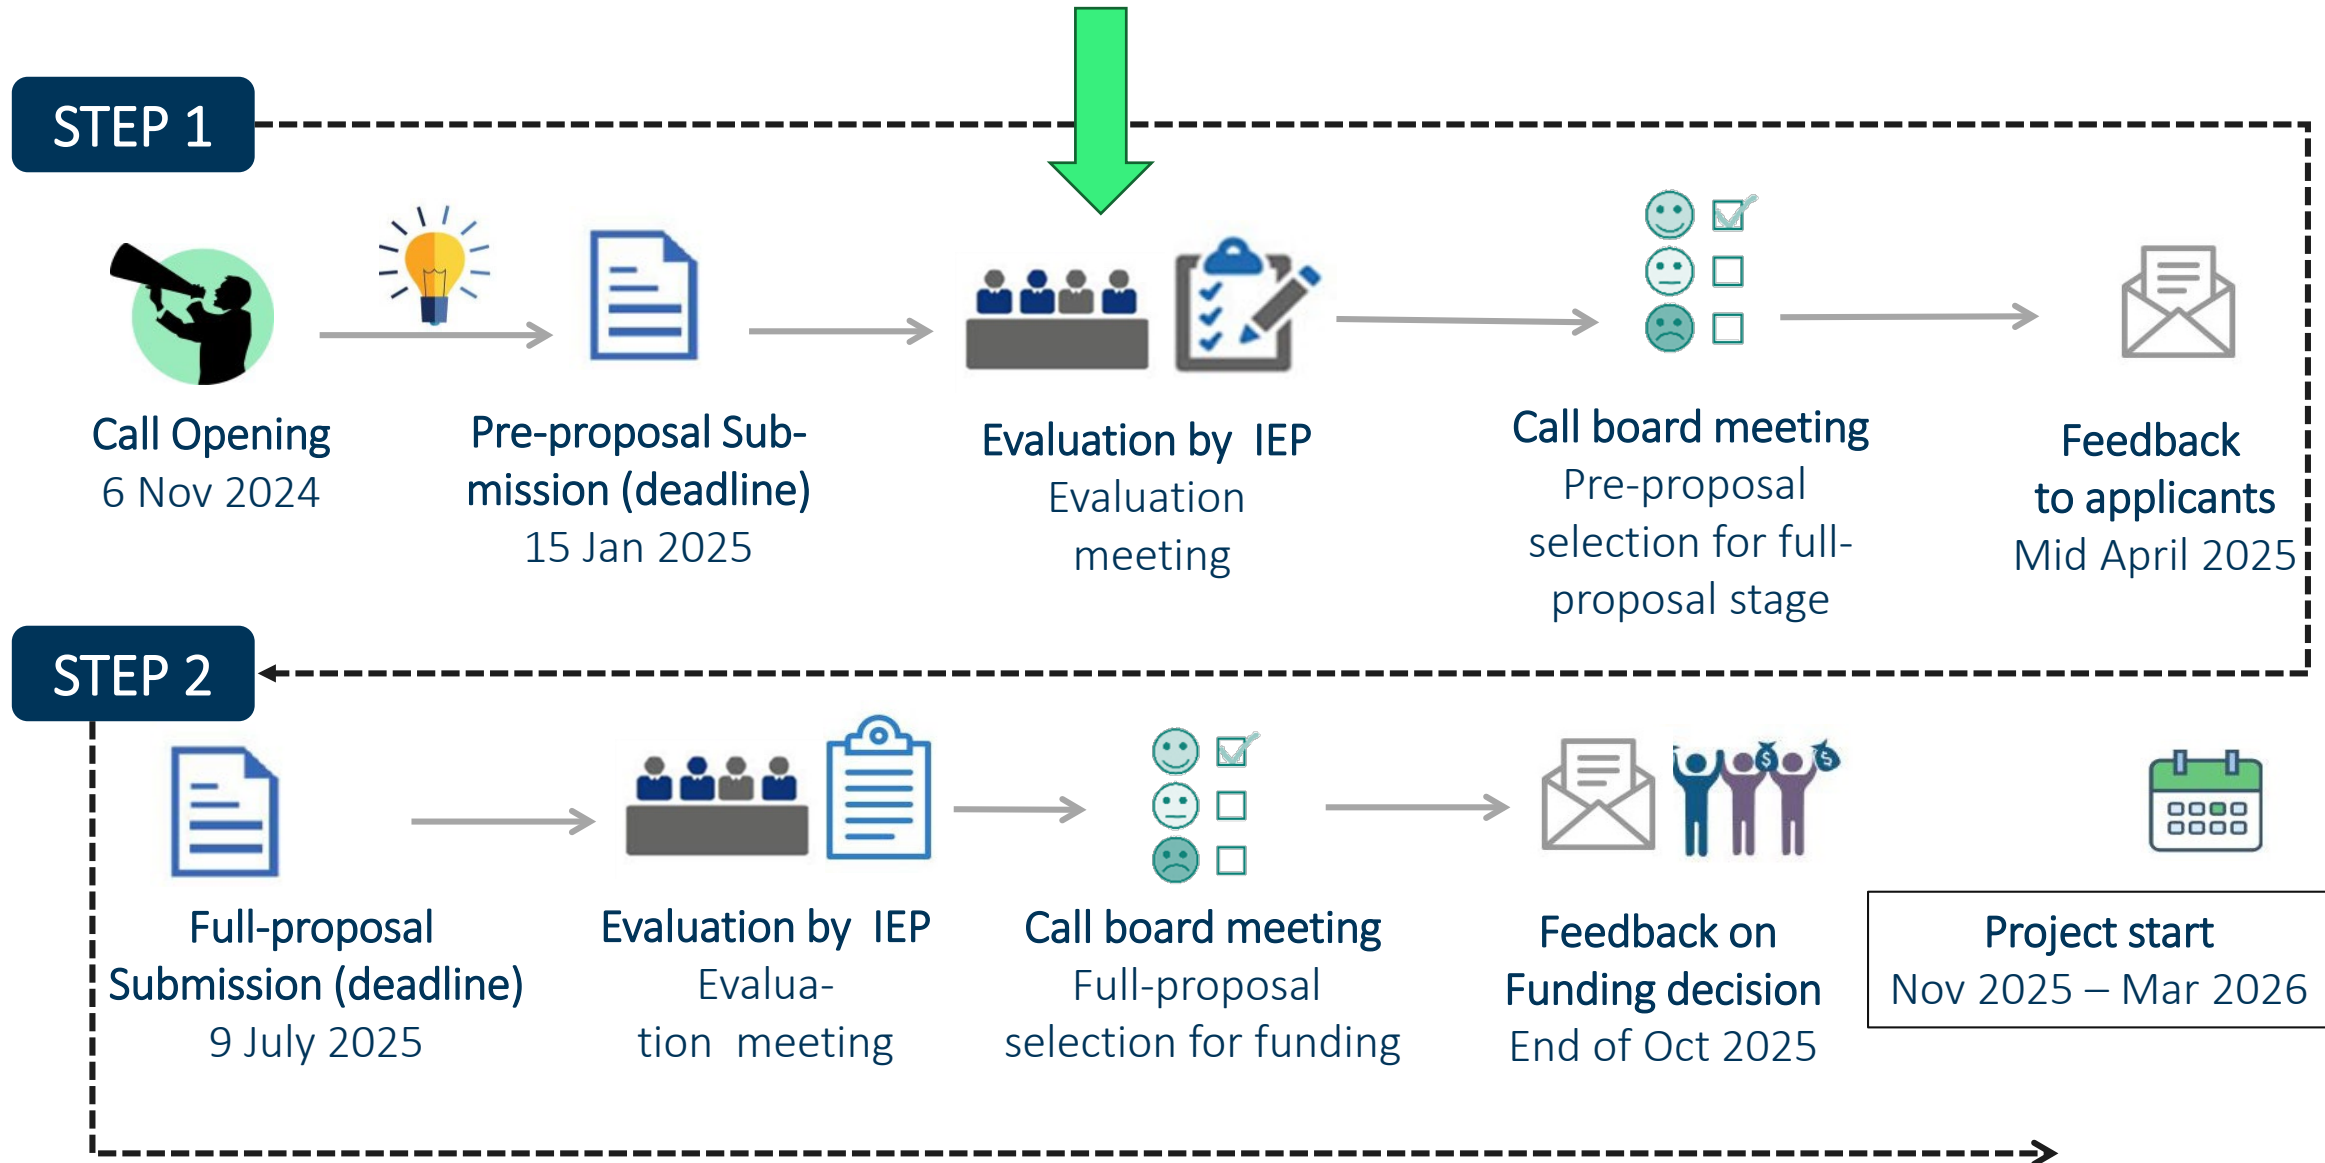 STEP 1
Call Opening
6 Nov 2024
Pre-proposal Sub-
mission (deadline)
15 Jan 2025
Evaluation by  IEP
Evaluation
meeting
Call board meeting
Pre-proposal
selection for full-
proposal stage
Feedback
to applicants
Mid April 2025
STEP 2
Full-proposal
Submission (deadline)
9 July 2025
Evaluation by  IEP
Evalua-
tion  meeting
Call board meeting
Full-proposal
selection for funding
$ $
Feedback on
Funding decision
End of Oct 2025
Project start
Nov 2025 – Mar 2026